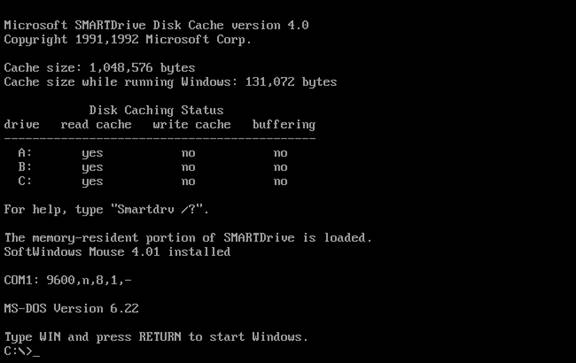 Microsoft SMARTDrive Disk Cache version 4.0
Copyright 1991,1992 Microsoft Corp.
Cache size: 1,048,576 bytes
Cache size while running Windows: 131,072 bytes
Disk Caching Status
drive   read cache   write cache   buffering
--------------------------------------------
A:       yes           no           no
B:       yes           no           no
C:       yes           no           no
For help, type "Smartdrv /?".
The memory-resident portion of SMARTDrive is loaded.
SoftWindows Mouse 4.01 installed
COM1: 9600,n,8,1,-
MS-DOS Version 6.22
Type WIN and press RETURN to start Windows.
C:\>_